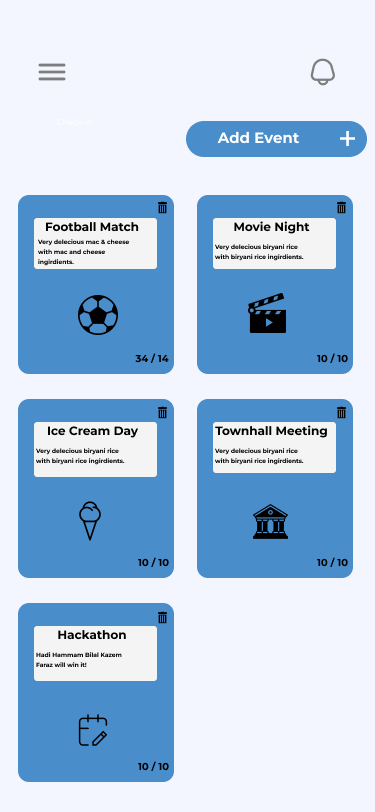 Add Event
Football Match
Very delecious mac & cheese
with mac and cheese
ingirdients.
34 / 14
Movie Night
Very delecious biryani rice
with biryani rice ingirdients.
10 / 10
Ice Cream Day
Very delecious biryani rice
with biryani rice ingirdients.
10 / 10
Townhall Meeting
Very delecious biryani rice
with biryani rice ingirdients.
10 / 10
Hackathon
Hadi Hammam Bilal Kazem
Faraz will win it!
10 / 10